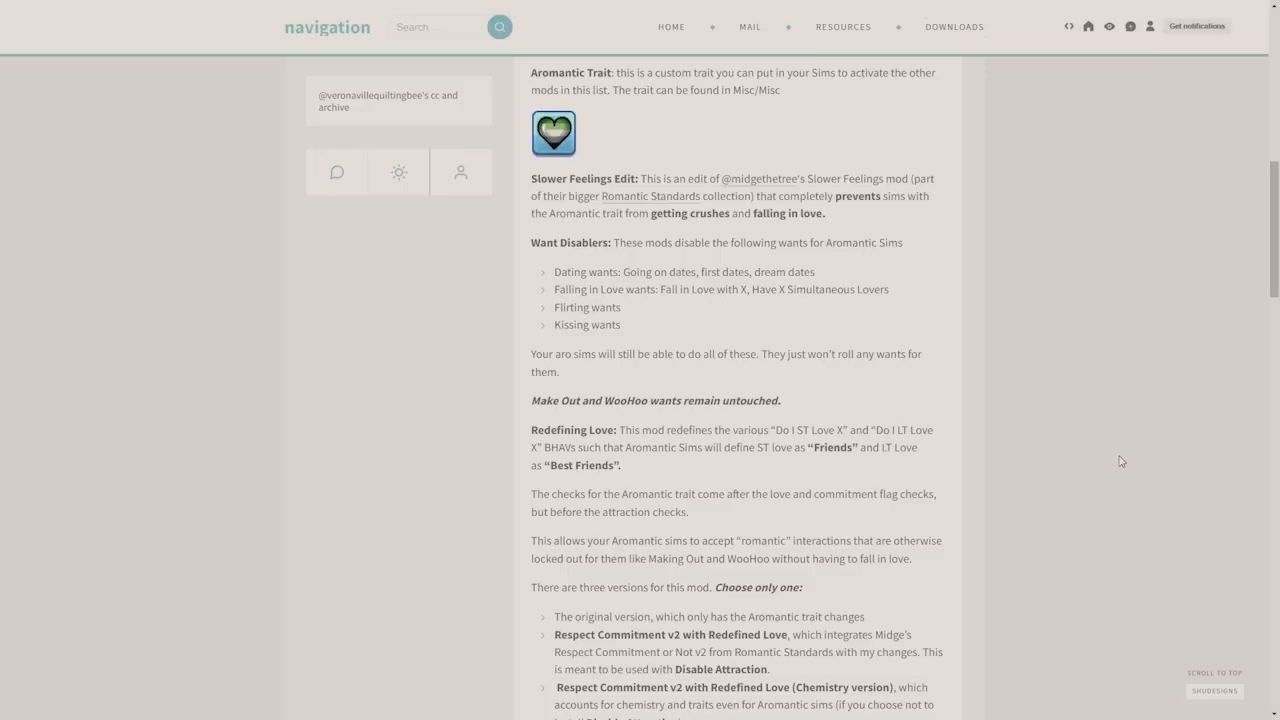 navigation
Search ...
HOME
MAIL
RESOURCES
DOWNLOADS
Get notifications
@veronavillequiltingbee's cc and
archive
Aromantic Trait: this is a custom trait you can put in your Sims to activate the other
mods in this list. The trait can be found in Misc/Misc
Slower Feelings Edit: This is an edit of @midgethetree's Slower Feelings mod (part
of their bigger Romantic Standards collection) that completely prevents sims with
the Aromantic trait from getting crushes and falling in love.
Want Disablers: These mods disable the following wants for Aromantic Sims
Dating wants: Going on dates, first dates, dream dates
Falling in Love wants: Fall in Love with X, Have X Simultaneous Lovers
Flirting wants
Kissing wants
Your aro sims will still be able to do all of these. They just won't roll any wants for
them.
Make Out and WooHoo wants remain untouched.
Redefining Love: This mod redefines the various “Do I ST Love X” and “Do I LT Love
X” BHAVs such that Aromantic Sims will define ST love as “Friends” and LT Love
as “Best Friends”.
The checks for the Aromantic trait come after the love and commitment flag checks,
but before the attraction checks.
This allows your Aromantic sims to accept “romantic” interactions that are otherwise
locked out for them like Making Out and WooHoo without having to fall in love.
There are three versions for this mod. Choose only one:
The original version, which only has the Aromantic trait changes
Respect Commitment v2 with Redefined Love, which integrates Midge's
Respect Commitment or Not v2 from Romantic Standards with my changes. This
is meant to be used with Disable Attraction.
Respect Commitment v2 with Redefined Love (Chemistry version), which
accounts for chemistry and traits even for Aromantic sims (if you choose not to
SCROLL TO TOP
SHUDESIGNS